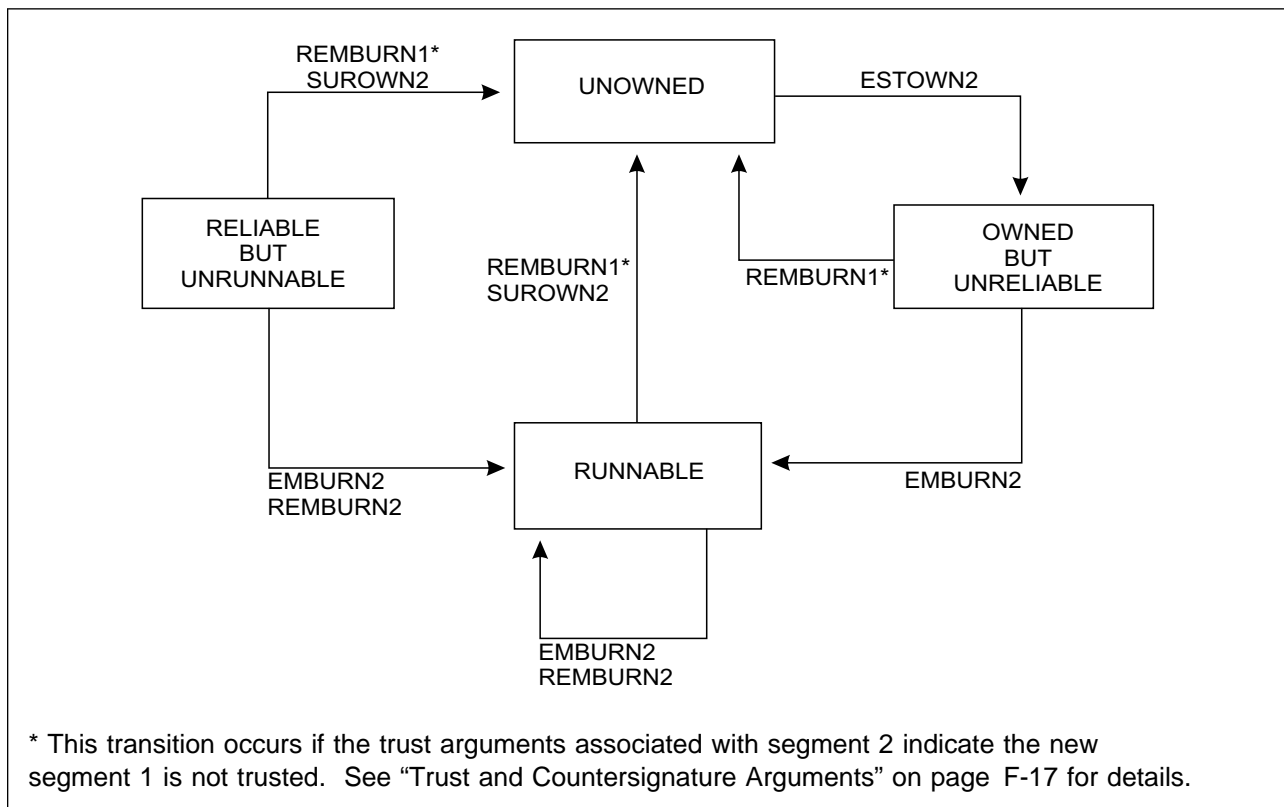 REMBURN1*
SUROWN2
UNOWNED
ESTOWN2
RELIABLE
BUT
UNRUNNABLE
OWNED
BUT
UNRELIABLE
REMBURN1*
SUROWN2
REMBURN1*
EMBURN2
REMBURN2
RUNNABLE
EMBURN2
EMBURN2
REMBURN2
* This transition occurs if the trust arguments associated with segment 2 indicate the new
segment 1 is not trusted. See “Trust and Countersignature Arguments” on page F-17 for details.